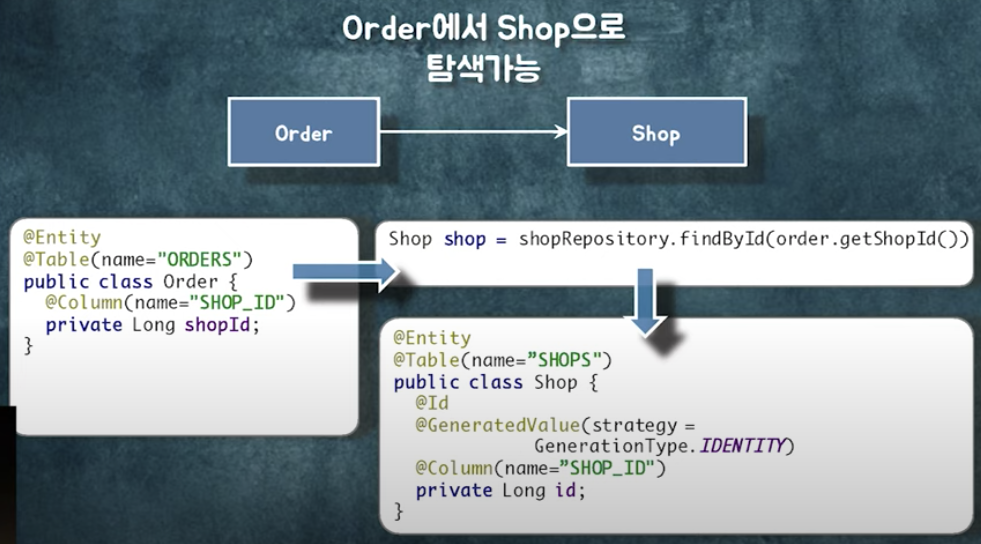 Order에서 Shop으로
탐색가능
Order
Shop
@Entity
@Table(name="ORDERS")
public class Order {
  @Column(name="SHOP_ID")
  private Long shopId;
}
Shop shop = shopRepository.findById(order.getShopId())
@Entity
@Table(name=”SHOPS")
public class Shop {
  @Id
  @GeneratedValue(strategy =
             GenerationType.IDENTITY)
  @Column(name=”SHOP_ID")
  private Long id;
}